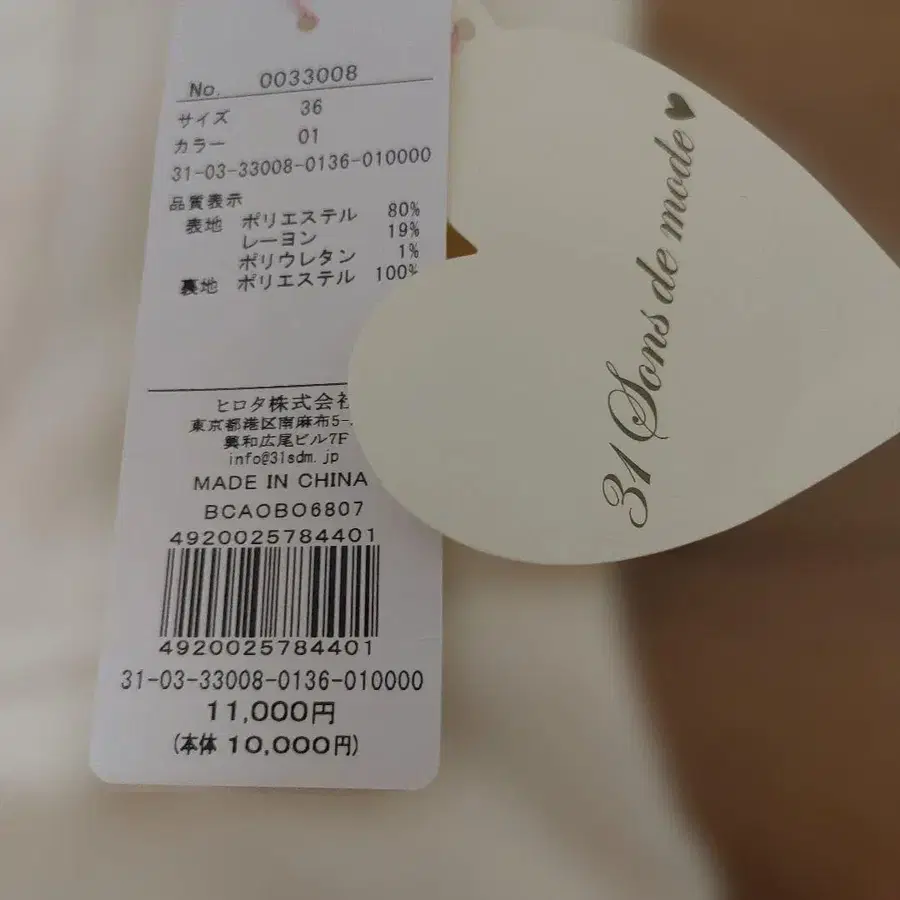 No. 0033008
サイズ 36
カラー 01
31-03-33008-0136-010000
品質表示
表地 ポリエステル 80%
レーヨン 19%
ポリウレタン 1%
裏地 ポリエステル 100%
ヒロタ株式会社
東京都港区南麻布5-
興和広尾ビル7F
info@31sdm.jp
MADE IN CHINA
BCAOBO6807
4920025784401
4920025784401
31-03-33008-0136-010000
11,000円
(本体 10,000円)
31 Sons de mode♥